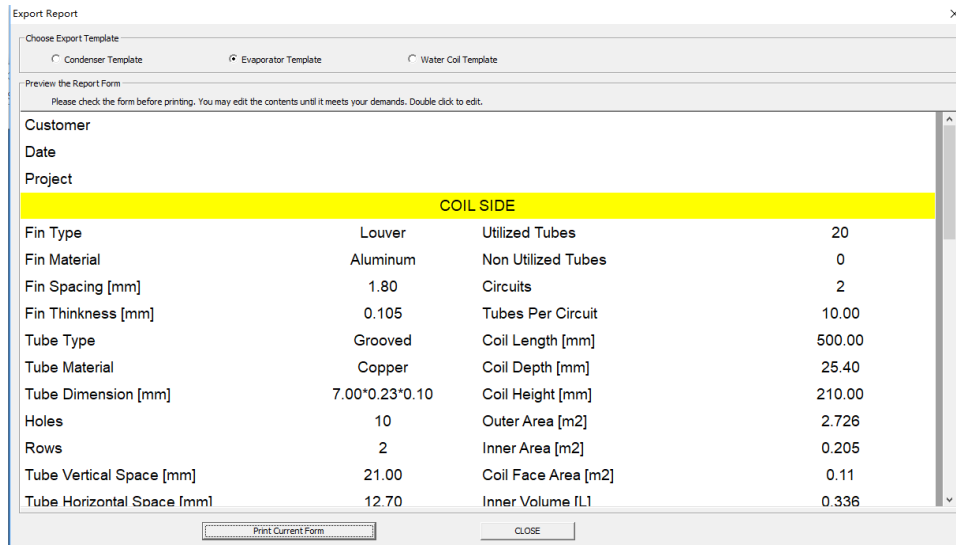 Export Report
Choose Export Template
Condenser Template Evaporator Template Water Coil Template
Preview the Report Form
Please check the form before printing. You may edit the contents until it meets your demands. Double click to edit.
Customer
Date
Project
COIL SIDE
Fin Type Louver Utilized Tubes 20
Fin Material Aluminum Non Utilized Tubes 0
Fin Spacing [mm] 1.80 Circuits 2
Fin Thinkness [mm] 0.105 Tubes Per Circuit 10.00
Tube Type Grooved Coil Length [mm] 500.00
Tube Material Copper Coil Depth [mm] 25.40
Tube Dimension [mm] 7.00*0.23*0.10 Coil Height [mm] 210.00
Holes 10 Outer Area [m2] 2.726
Rows 2 Inner Area [m2] 0.205
Tube Vertical Space [mm] 21.00 Coil Face Area [m2] 0.11
Tube Horizontal Space [mm] 12.70 Inner Volume [L] 0.336
Print Current Form CLOSE